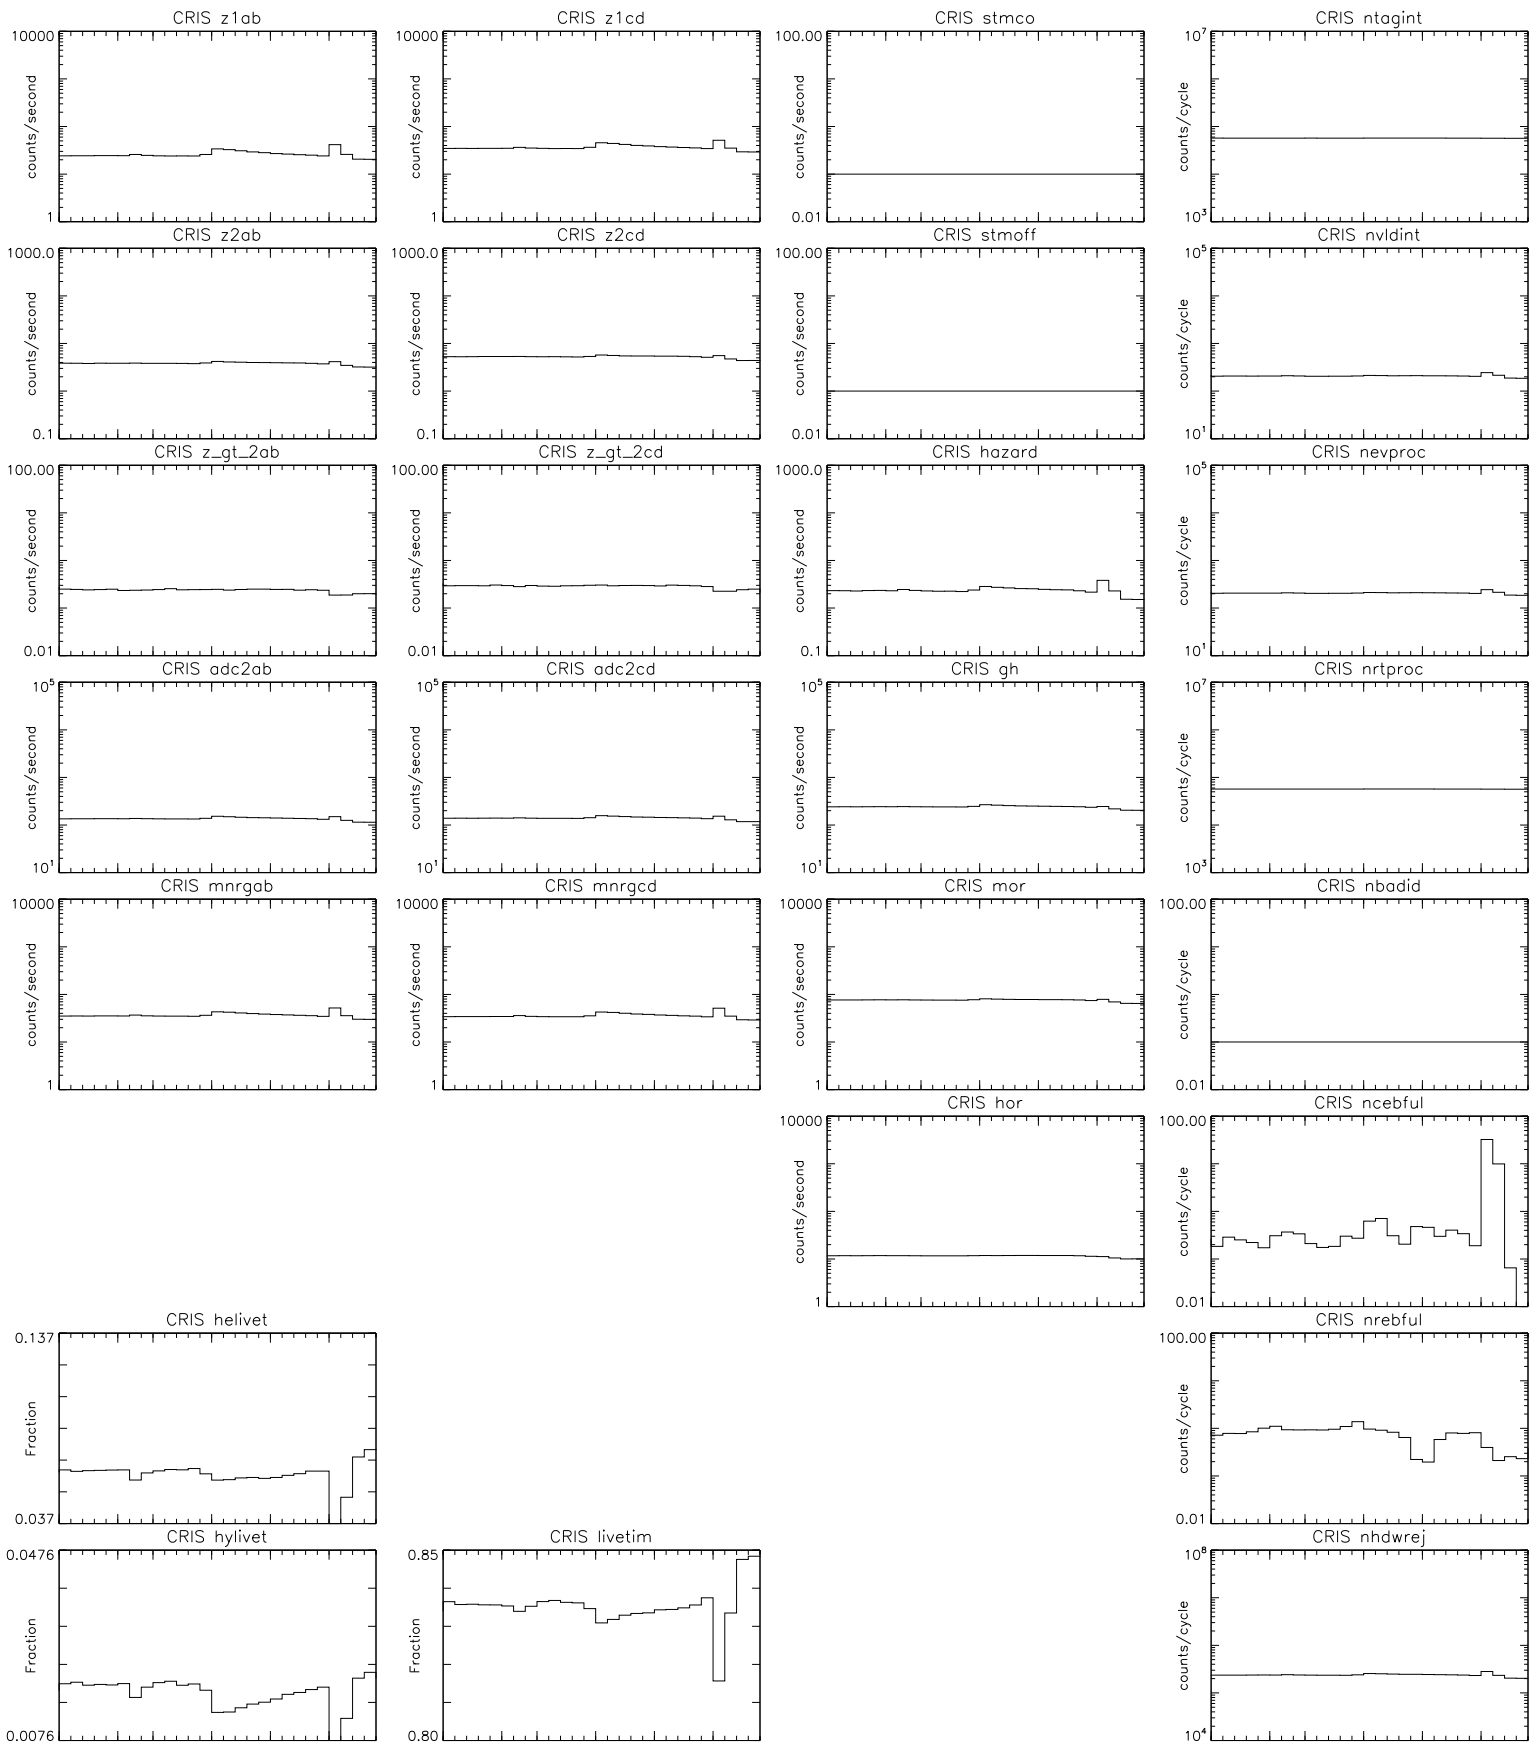 CRIS z1ab CRIS z1cd CRIS stmco CRIS ntagint
10000 10000 100.00 10⁷
counts/second counts/second counts/second counts/cycle
1 1 0.01 10³
CRIS z2ab CRIS z2cd CRIS stmoff CRIS nvldint
1000.0 1000.0 100.00 10⁵
counts/second counts/second counts/second counts/cycle
0.1 0.1 0.01 10¹
CRIS z_gt_2ab CRIS z_gt_2cd CRIS hazard CRIS nevproc
100.00 100.00 1000.0 10⁵
counts/second counts/second counts/second counts/cycle
0.01 0.01 0.1 10¹
CRIS adc2ab CRIS adc2cd CRIS gh CRIS nrtproc
10⁵ 10⁵ 10⁵ 10⁷
counts/second counts/second counts/second counts/cycle
10¹ 10¹ 10¹ 10³
CRIS mnrgab CRIS mnrgcd CRIS mor CRIS nbadid
10000 10000 10000 100.00
counts/second counts/second counts/second counts/cycle
1 1 1 0.01
CRIS hor CRIS ncebful
10000 100.00
counts/second counts/cycle
1 0.01
CRIS helivet CRIS nrebful
0.137 100.00
Fraction counts/cycle
0.037 0.01
CRIS hylivet CRIS livetim CRIS nhdwrej
0.0476 0.85 10⁸
Fraction Fraction counts/cycle
0.0076 0.80 10⁴